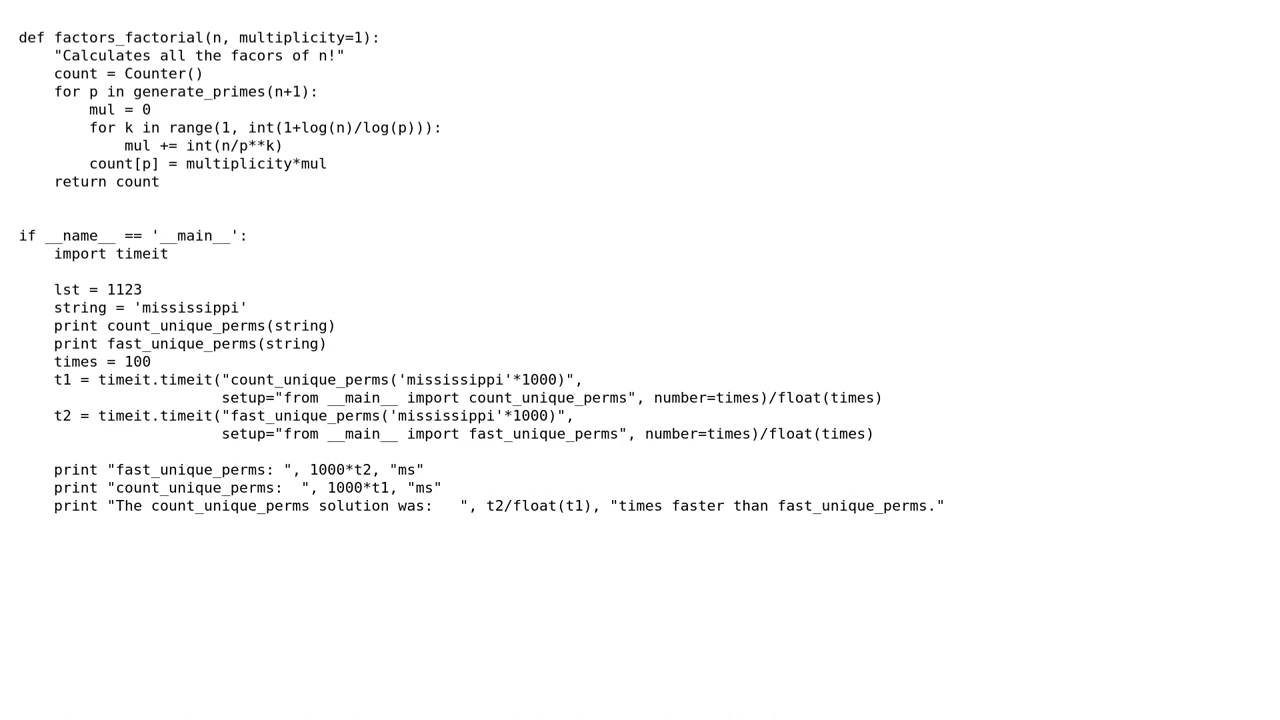 def factors_factorial(n, multiplicity=1):
    "Calculates all the facors of n!"
    count = Counter()
    for p in generate_primes(n+1):
        mul = 0
        for k in range(1, int(1+log(n)/log(p))):
            mul += int(n/p**k)
        count[p] = multiplicity*mul
    return count


if __name__ == '__main__':
    import timeit

    lst = 1123
    string = 'mississippi'
    print count_unique_perms(string)
    print fast_unique_perms(string)
    times = 100
    t1 = timeit.timeit("count_unique_perms('mississippi'*1000)",
                       setup="from __main__ import count_unique_perms", number=times)/float(times)
    t2 = timeit.timeit("fast_unique_perms('mississippi'*1000)",
                       setup="from __main__ import fast_unique_perms", number=times)/float(times)

    print "fast_unique_perms: ", 1000*t2, "ms"
    print "count_unique_perms:  ", 1000*t1, "ms"
    print "The count_unique_perms solution was:   ", t2/float(t1), "times faster than fast_unique_perms."